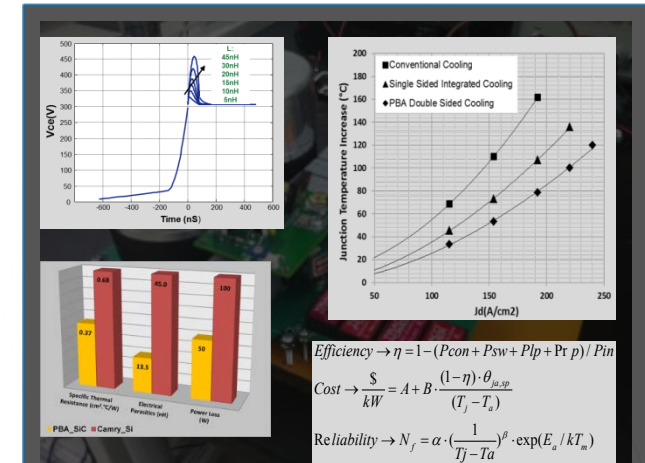 500
450
400
350
300
250
200
150
100
50
0
Vce(V)
L:
45nH
30nH
20nH
15nH
10nH
5nH
-600 -400 -200 0 200 400 600
Time (nS)
200
180
160
140
120
100
80
60
40
20
0
Junction Temperature Increase (°C)
Conventional Cooling
Single Sided Integrated Cooling
PBA Double Sided Cooling
50 100 150 200 250
Jd(A/cm2)
0.37 0.68 13.5 45.0 50 100
Specific Thermal Resistance (cm².°C/W)
Electrical Parasitics (nH)
Power Loss (W)
PBA_SiC Camry_Si
Efficiency → η = 1 − (Pcon + Psw + Plp + Pr p) / Pin
Cost → $/kW = A + B · (1−η)·θja,sp / (Tj − Ta)
Reliability → Nf = α · (1 / Tj − Ta)^β · exp(Ea / kTm)